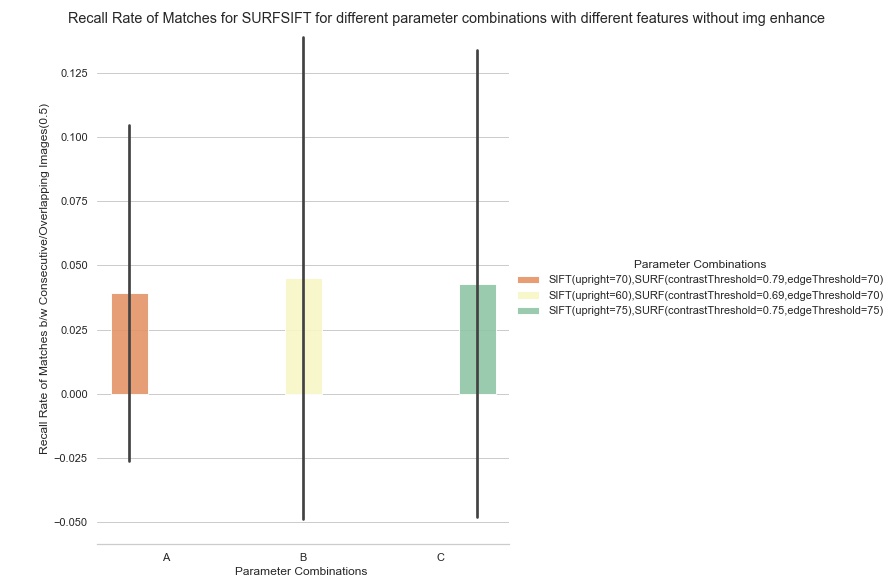 Recall Rate of Matches for SURFSIFT for different parameter combinations with different features without img enhance
Recall Rate of Matches b/w Consecutive/Overlapping Images(0.5)
0.125
0.100
0.075
0.050
0.025
0.000
−0.025
−0.050
A
B
C
Parameter Combinations
Parameter Combinations
SIFT(upright=70),SURF(contrastThreshold=0.79,edgeThreshold=70)
SIFT(upright=60),SURF(contrastThreshold=0.69,edgeThreshold=70)
SIFT(upright=75),SURF(contrastThreshold=0.75,edgeThreshold=75)